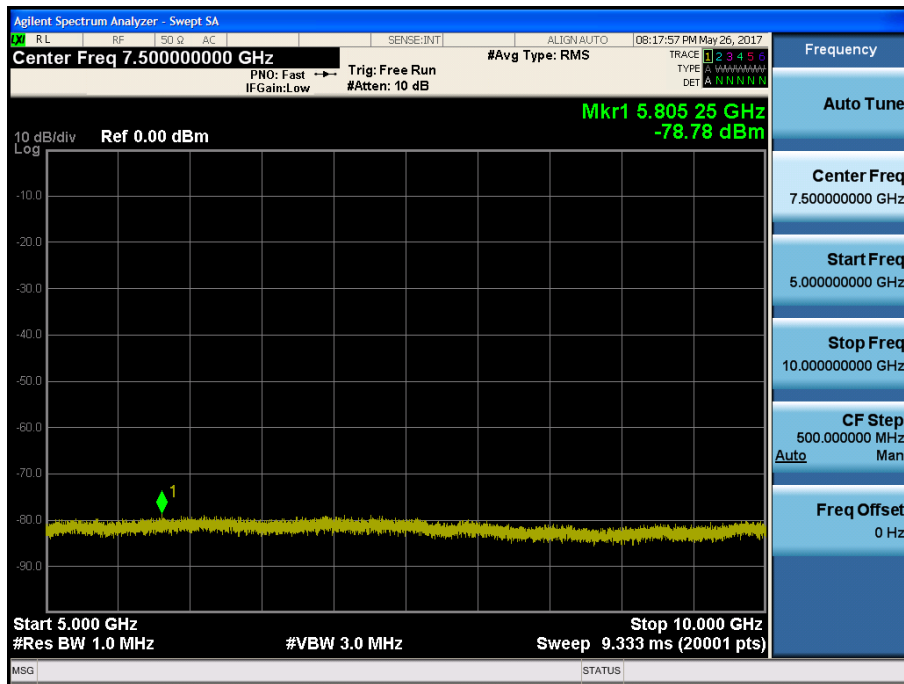 Agilent Spectrum Analyzer - Swept SA
LXI RL RF 50 Ω AC SENSE:INT ALIGN AUTO 08:17:57 PM May 26, 2017
Center Freq 7.500000000 GHz
#Avg Type: RMS
TRACE 1 2 3 4 5 6
PNO: Fast
Trig: Free Run
TYPE A WWWWW
IFGain:Low
#Atten: 10 dB
DET A N N N N N
Mkr1 5.805 25 GHz
-78.78 dBm
10 dB/div Ref 0.00 dBm
Log
-10.0
-20.0
-30.0
-40.0
-50.0
-60.0
-70.0
-80.0
-90.0
1
Start 5.000 GHz Stop 10.000 GHz
#Res BW 1.0 MHz #VBW 3.0 MHz Sweep 9.333 ms (20001 pts)
MSG STATUS
Frequency
Auto Tune
Center Freq
7.500000000 GHz
Start Freq
5.000000000 GHz
Stop Freq
10.000000000 GHz
CF Step
500.000000 MHz
Auto Man
Freq Offset
0 Hz